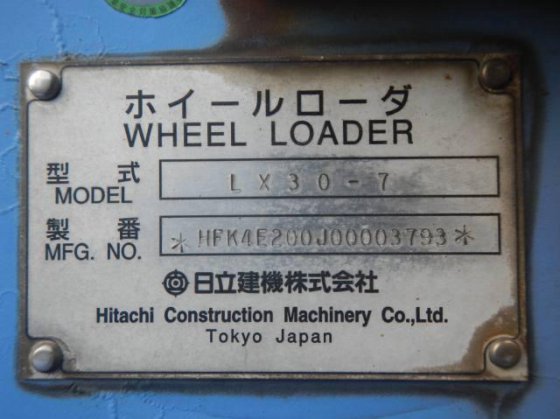 ホイールローダ
WHEEL LOADER
型式 LX30-7
MODEL
製番 *HFK4E200J00003793*
MFG. NO.
日立建機株式会社
Hitachi Construction Machinery Co.,Ltd.
Tokyo Japan